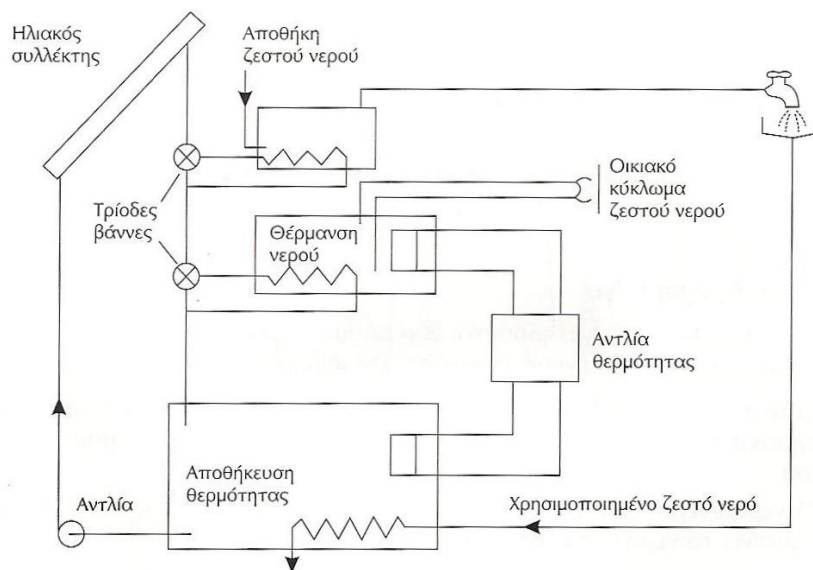 Ηλιακός
συλλέκτης
Αποθήκη
ζεστού νερού
Τρίοδες
βάννες
Θέρμανση
νερού
Οικιακό
κύκλωμα
ζεστού νερού
Αντλία
θερμότητας
Αποθήκευση
θερμότητας
Αντλία
Χρησιμοποιημένο ζεστό νερό